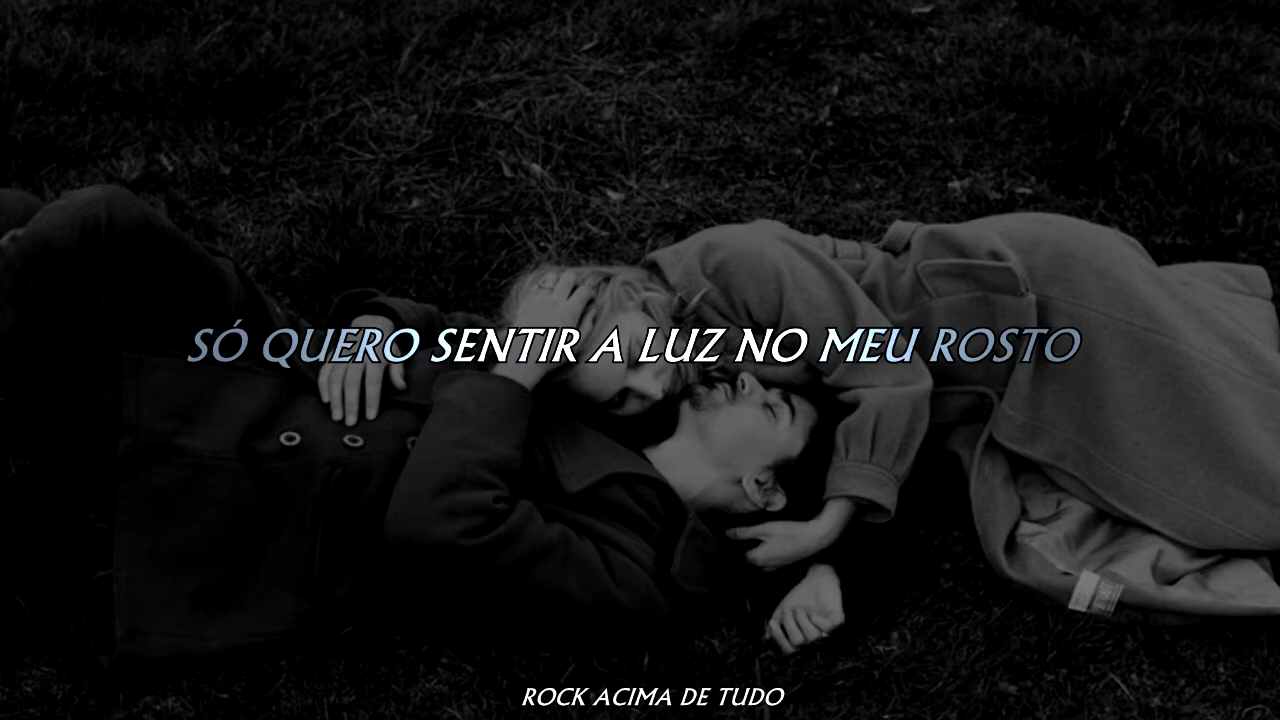 SÓ QUERO SENTIR A LUZ NO MEU ROSTO
ROCK ACIMA DE TUDO